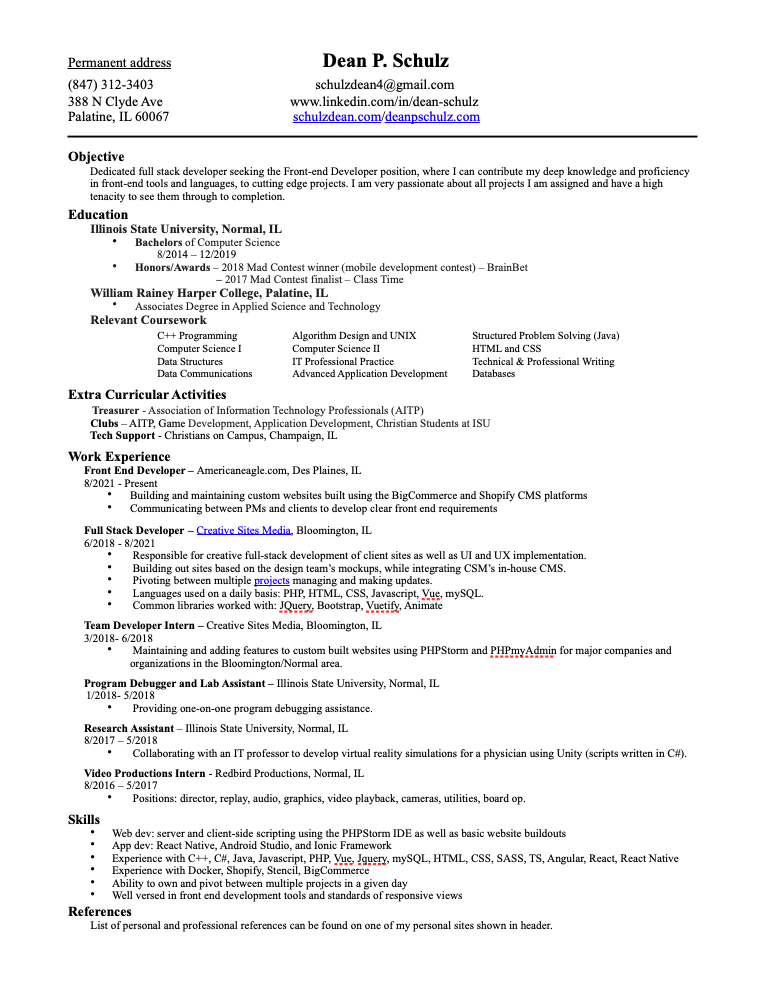 Dean P. Schulz
Permanent address
(847) 312-3403
388 N Clyde Ave
Palatine, IL 60067
schulzdean4@gmail.com
www.linkedin.com/in/dean-schulz
schulzdean.com/deanpschulz.com
Objective
Dedicated full stack developer seeking the Front-end Developer position, where I can contribute my deep knowledge and proficiency
in front-end tools and languages, to cutting edge projects. I am very passionate about all projects I am assigned and have a high
tenacity to see them through to completion.
Education
Illinois State University, Normal, IL
• Bachelors of Computer Science
8/2014 – 12/2019
• Honors/Awards – 2018 Mad Contest winner (mobile development contest) – BrainBet
– 2017 Mad Contest finalist – Class Time
William Rainey Harper College, Palatine, IL
• Associates Degree in Applied Science and Technology
Relevant Coursework
C++ Programming Algorithm Design and UNIX Structured Problem Solving (Java)
Computer Science I Computer Science II HTML and CSS
Data Structures IT Professional Practice Technical & Professional Writing
Data Communications Advanced Application Development Databases
Extra Curricular Activities
Treasurer - Association of Information Technology Professionals (AITP)
Clubs – AITP, Game Development, Application Development, Christian Students at ISU
Tech Support - Christians on Campus, Champaign, IL
Work Experience
Front End Developer – Americaneagle.com, Des Plaines, IL
8/2021 - Present
• Building and maintaining custom websites built using the BigCommerce and Shopify CMS platforms
• Communicating between PMs and clients to develop clear front end requirements
Full Stack Developer – Creative Sites Media, Bloomington, IL
6/2018 - 8/2021
• Responsible for creative full-stack development of client sites as well as UI and UX implementation.
• Building out sites based on the design team's mockups, while integrating CSM's in-house CMS.
• Pivoting between multiple projects managing and making updates.
• Languages used on a daily basis: PHP, HTML, CSS, Javascript, Vue, mySQL.
• Common libraries worked with: JQuery, Bootstrap, Vuetify, Animate
Team Developer Intern – Creative Sites Media, Bloomington, IL
3/2018- 6/2018
• Maintaining and adding features to custom built websites using PHPStorm and PHPmyAdmin for major companies and
organizations in the Bloomington/Normal area.
Program Debugger and Lab Assistant – Illinois State University, Normal, IL
1/2018- 5/2018
• Providing one-on-one program debugging assistance.
Research Assistant – Illinois State University, Normal, IL
8/2017 – 5/2018
• Collaborating with an IT professor to develop virtual reality simulations for a physician using Unity (scripts written in C#).
Video Productions Intern - Redbird Productions, Normal, IL
8/2016 – 5/2017
• Positions: director, replay, audio, graphics, video playback, cameras, utilities, board op.
Skills
• Web dev: server and client-side scripting using the PHPStorm IDE as well as basic website buildouts
• App dev: React Native, Android Studio, and Ionic Framework
• Experience with C++, C#, Java, Javascript, PHP, Vue, Jquery, mySQL, HTML, CSS, SASS, TS, Angular, React, React Native
• Experience with Docker, Shopify, Stencil, BigCommerce
• Ability to own and pivot between multiple projects in a given day
• Well versed in front end development tools and standards of responsive views
References
List of personal and professional references can be found on one of my personal sites shown in header.